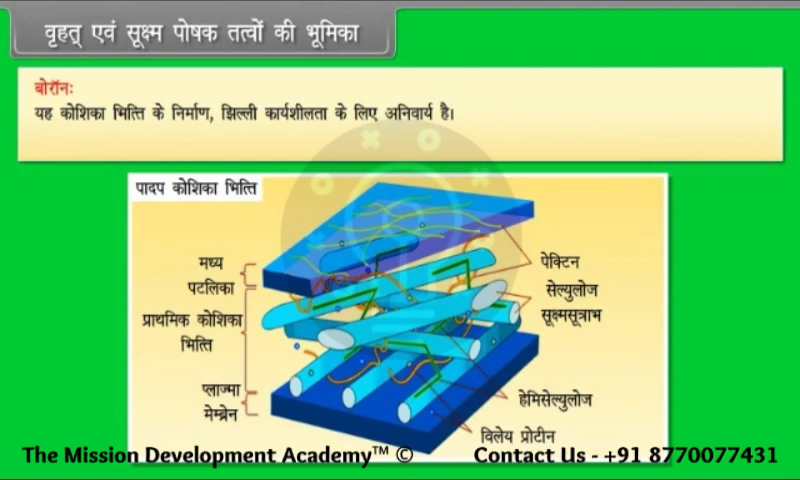 वृहत् एवं सूक्ष्म पोषक तत्वों की भूमिका
बोरॉनः
यह कोशिका भित्ति के निर्माण, झिल्ली कार्यशीलता के लिए अनिवार्य है।
पादप कोशिका भित्ति
मध्य
पटलिका
प्राथमिक कोशिका
भित्ति
प्लाज्मा
मेम्ब्रेन
पेक्टिन
सेल्युलोज
सूक्ष्मसूत्राभ
हेमिसेल्युलोज
विलेय प्रोटीन
The Mission Development Academy™ © Contact Us - +91 8770077431